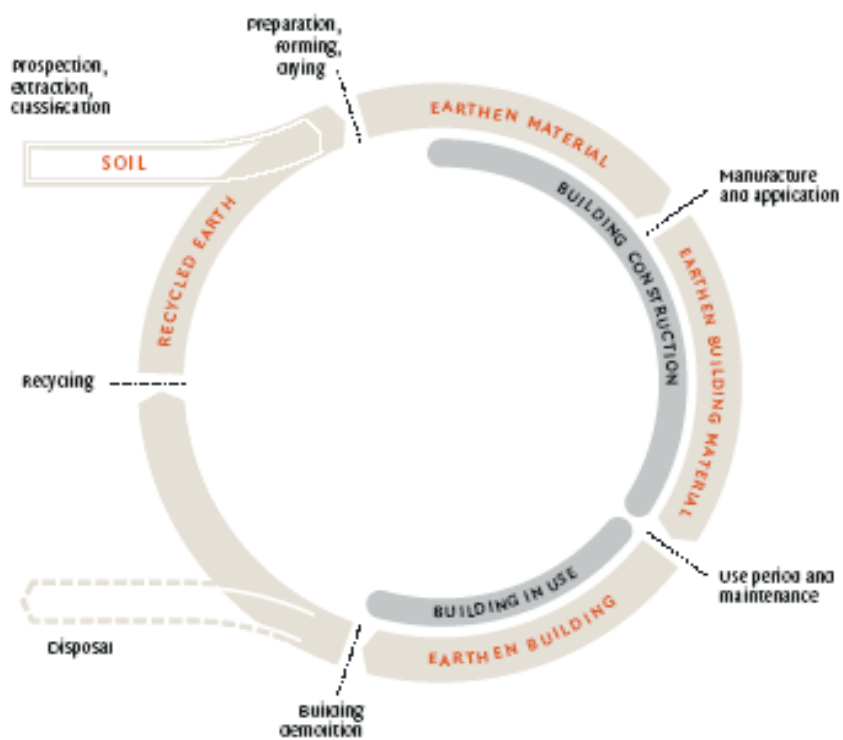 Preparation,
forming,
drying
Prospection,
extraction,
classification
SOIL
EARTHEN MATERIAL
BUILDING CONSTRUCTION
Manufacture
and application
EARTHEN BUILDING MATERIAL
RECYCLED EARTH
Recycling
Use period and
maintenance
BUILDING IN USE
EARTHEN BUILDING
Disposal
Building
demolition